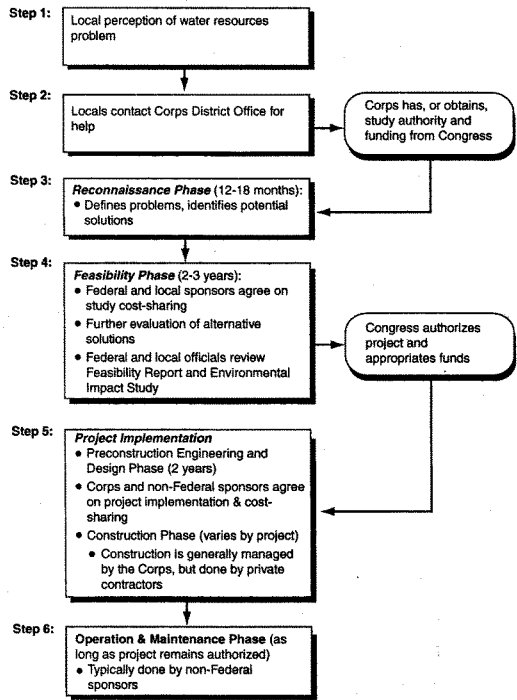 Step 1:
Local perception of water resources
problem
Step 2:
Locals contact Corps District Office for
help
Corps has, or obtains,
study authority and
funding from Congress
Step 3:
Reconnaissance Phase (12-18 months):
• Defines problems, identifies potential
solutions
Step 4:
Feasibility Phase (2-3 years):
• Federal and local sponsors agree on
study cost-sharing
• Further evaluation of alternative
solutions
• Federal and local officials review
Feasibility Report and Environmental
Impact Study
Congress authorizes
project and
appropriates funds
Step 5:
Project Implementation
• Preconstruction Engineering and
Design Phase (2 years)
• Corps and non-Federal sponsors agree
on project implementation & cost-
sharing
• Construction Phase (varies by project)
• Construction is generally managed
by the Corps, but done by private
contractors
Step 6:
Operation & Maintenance Phase (as
long as project remains authorized)
• Typically done by non-Federal
sponsors